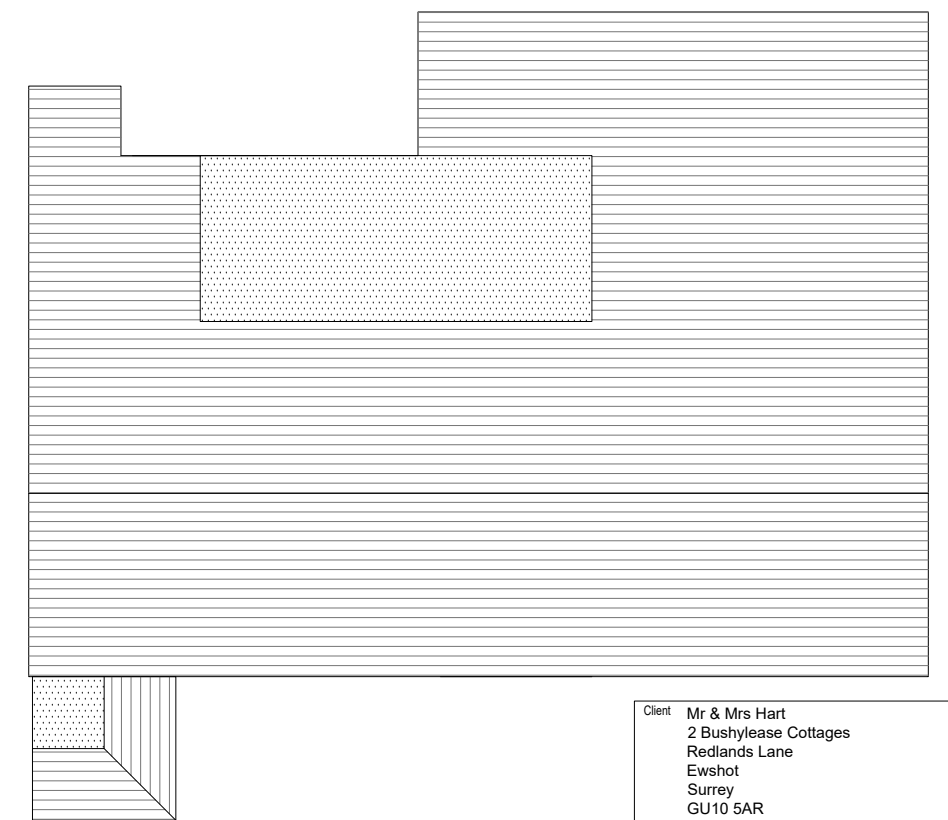 Client Mr & Mrs Hart
2 Bushylease Cottages
Redlands Lane
Ewshot
Surrey
GU10 5AR